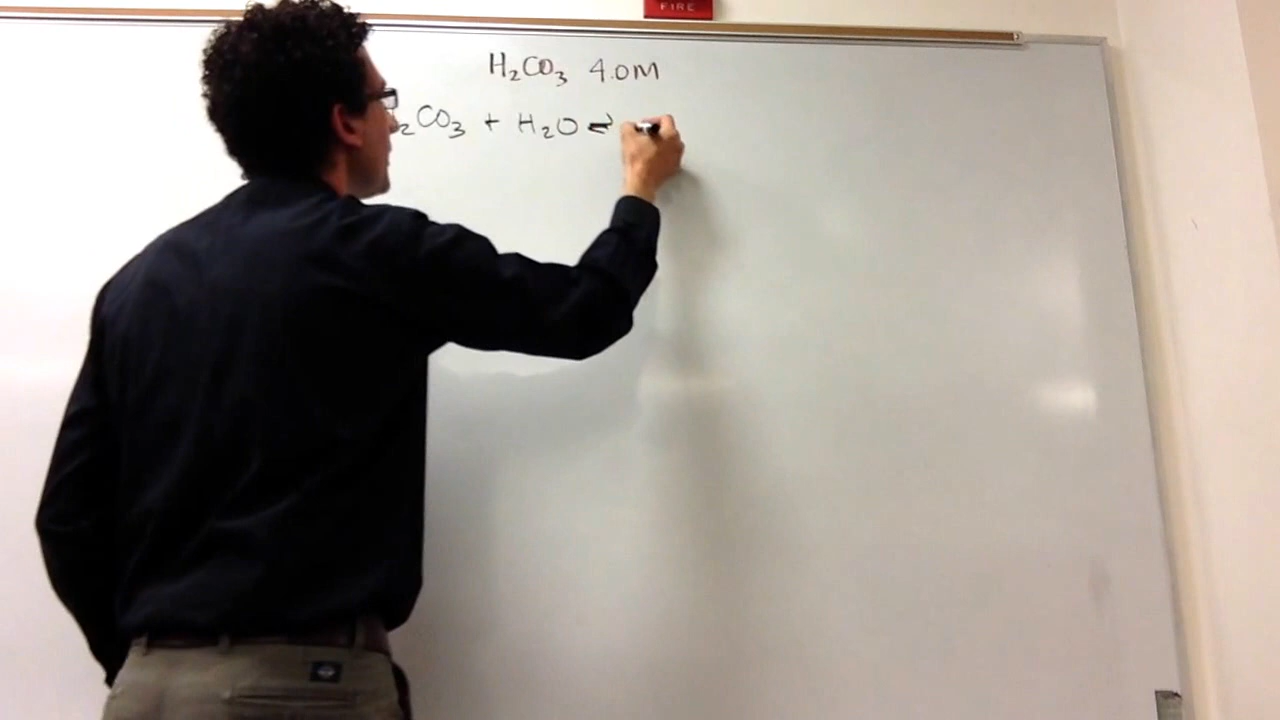 FIRE
H₂CO₃ 4.0M
₂CO₃ + H₂O ⇌